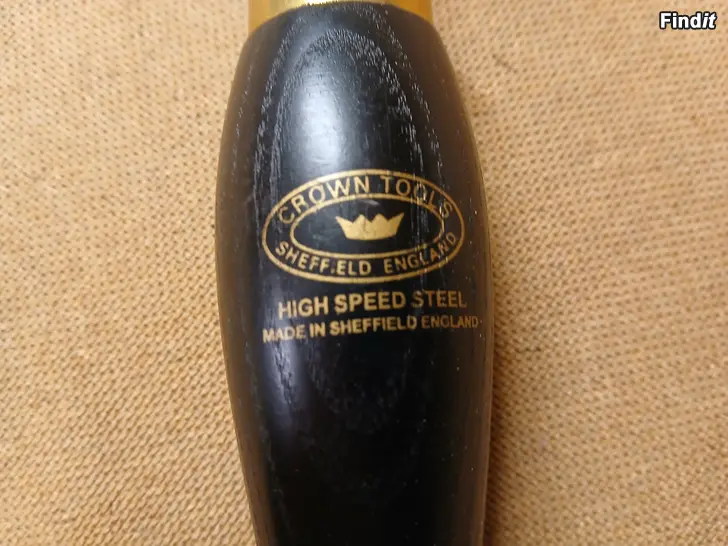 Findit
CROWN TOOLS
SHEFFIELD ENGLAND
HIGH SPEED STEEL
MADE IN SHEFFIELD ENGLAND